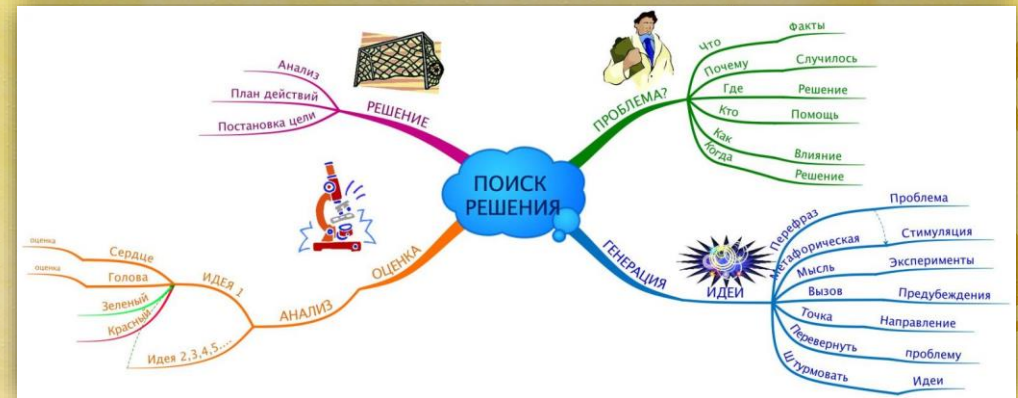 ПОИСК
РЕШЕНИЯ
ПРОБЛЕМА?
Что
Факты
Почему
Случилось
Где
Решение
Кто
Помощь
Как
Влияние
Когда
Решение
ГЕНЕРАЦИЯ
ИДЕИ
Перефраз
Проблема
Метафорическая
Стимуляция
Мысль
Эксперименты
Вызов
Предубеждения
Точка
Направление
Перевернуть
проблему
Штурмовать
Идеи
ОЦЕНКА
АНАЛИЗ
ИДЕЯ 1
Сердце
оценка
Голова
оценка
Зеленый
Красный
Идея 2,3,4,5....
РЕШЕНИЕ
Анализ
План действий
Постановка цели